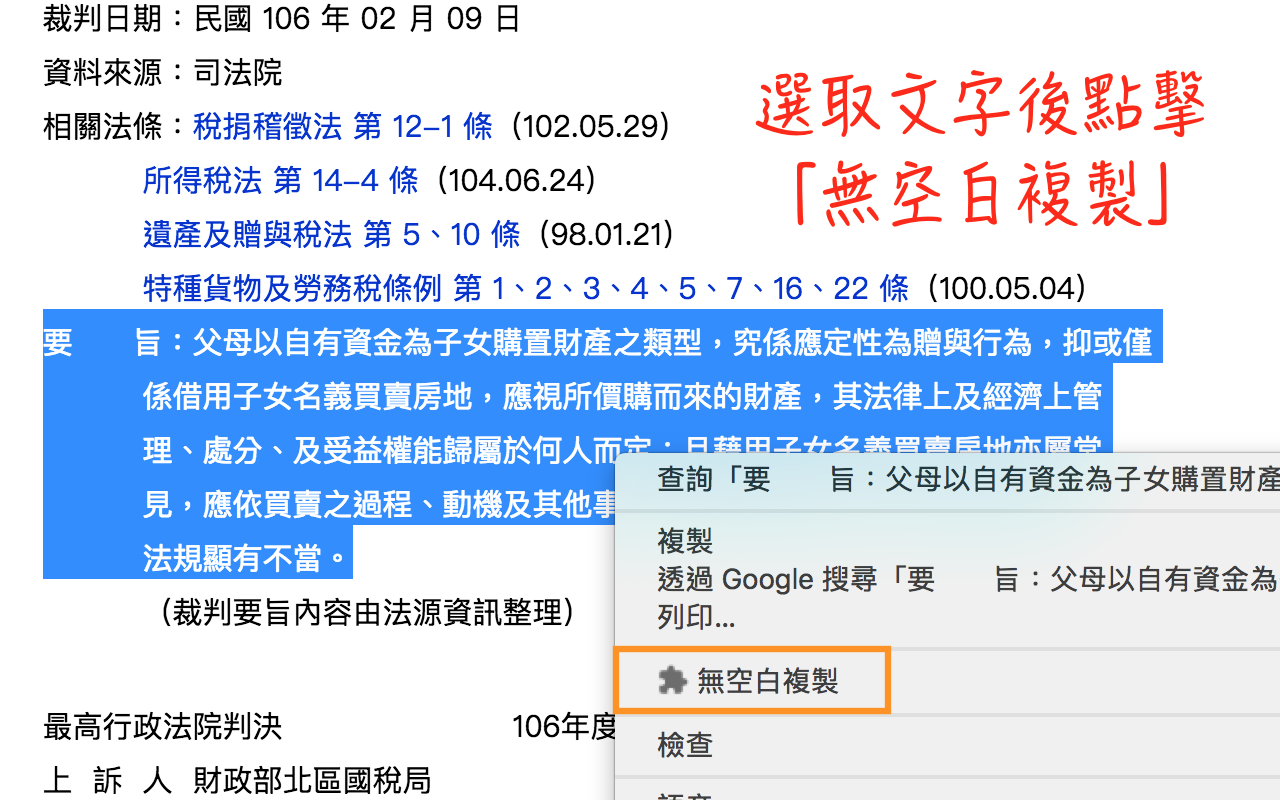 裁判日期：民國 106 年 02 月 09 日
資料來源：司法院
相關法條：稅捐稽徵法 第 12-1 條（102.05.29）
所得稅法 第 14-4 條（104.06.24）
遺產及贈與稅法 第 5、10 條（98.01.21）
特種貨物及勞務稅條例 第 1、2、3、4、5、7、16、22 條（100.05.04）
選取文字後點擊
「無空白複製」
要　　旨：父母以自有資金為子女購置財產之類型，究係應定性為贈與行為，抑或僅
係借用子女名義買賣房地，應視所價購而來的財產，其法律上及經濟上管
理、處分、及受益權能歸屬於何人而定；且藉用子女名義買賣房地亦屬常
見，應依買賣之過程、動機及其他事
法規顯有不當。
（裁判要旨內容由法源資訊整理）
最高行政法院判決　　　　　　　106年度
上 訴 人 財政部北區國稅局
查詢「要　　旨：父母以自有資金為子女購置財產
複製
透過 Google 搜尋「要　　旨：父母以自有資金為
列印...
無空白複製
檢查
語音